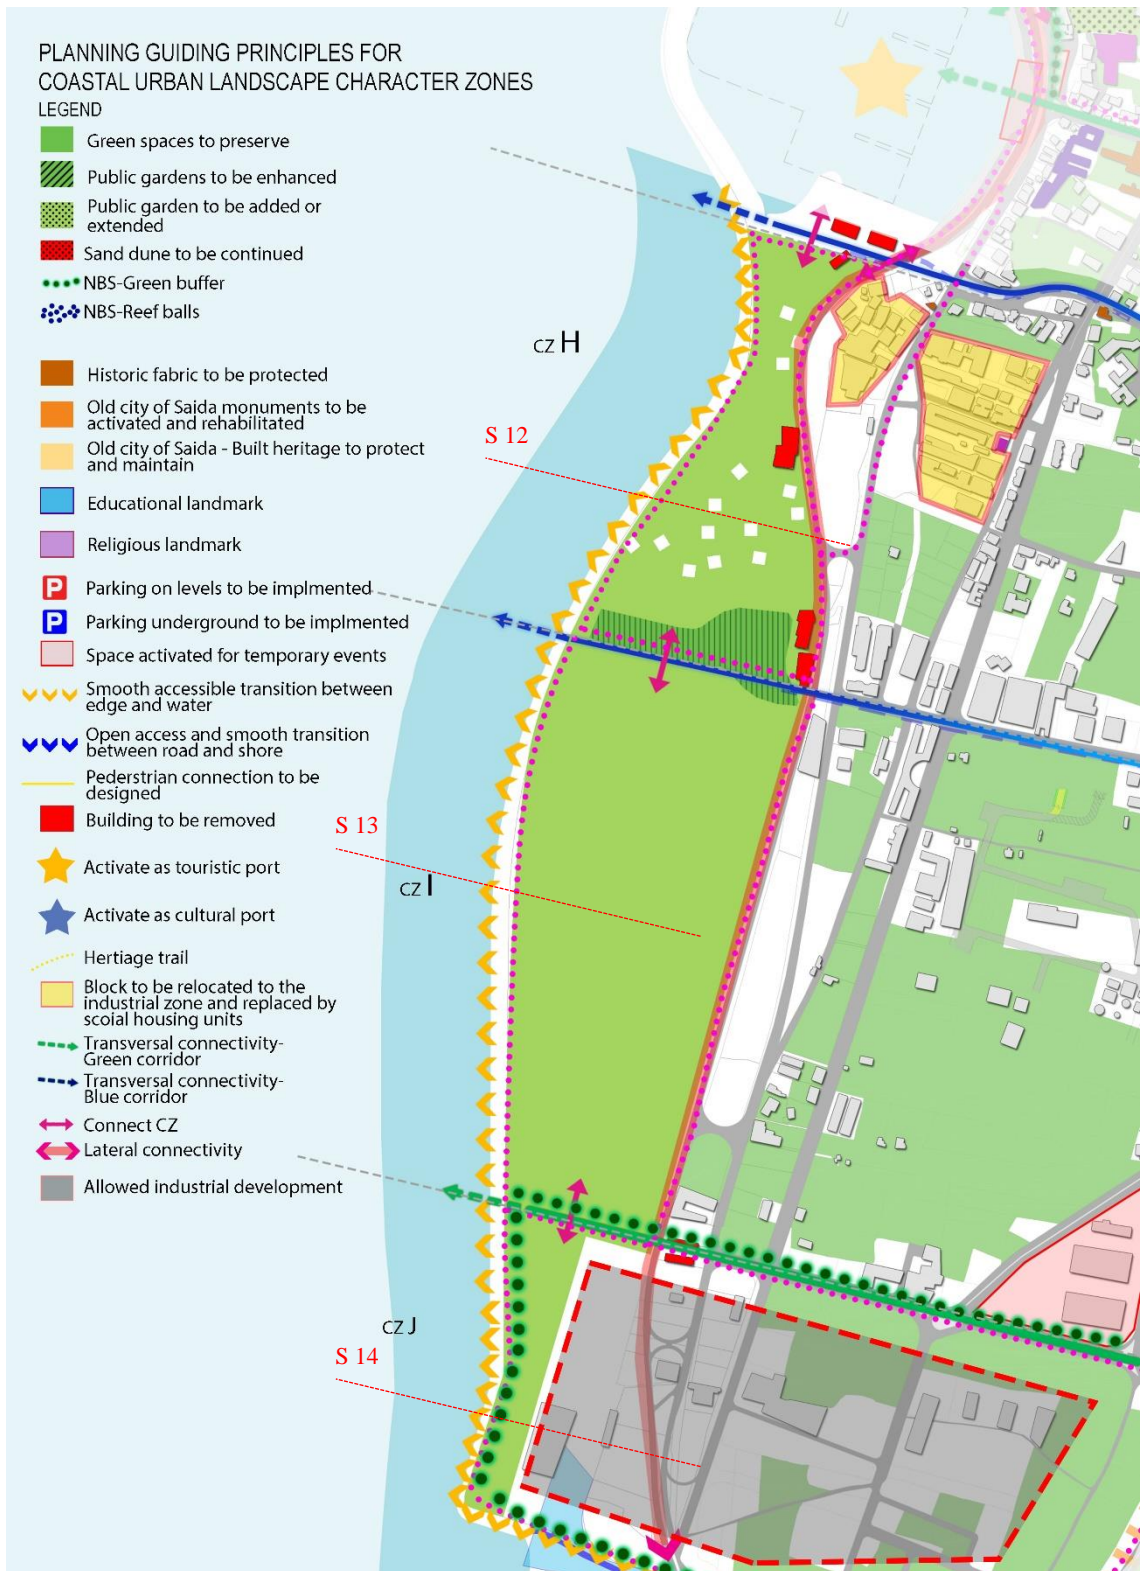 PLANNING GUIDING PRINCIPLES FOR
COASTAL URBAN LANDSCAPE CHARACTER ZONES
LEGEND
Green spaces to preserve
Public gardens to be enhanced
Public garden to be added or
extended
Sand dune to be continued
NBS-Green buffer
NBS-Reef balls
Historic fabric to be protected
Old city of Saida monuments to be
activated and rehabilitated
Old city of Saida - Built heritage to protect
and maintain
Educational landmark
Religious landmark
P Parking on levels to be implmented
P Parking underground to be implmented
Space activated for temporary events
Smooth accessible transition between
edge and water
Open access and smooth transition
between road and shore
Pederstrian connection to be
designed
Building to be removed
Activate as touristic port
Activate as cultural port
Hertiage trail
Block to be relocated to the
industrial zone and replaced by
scoial housing units
Transversal connectivity-
Green corridor
Transversal connectivity-
Blue corridor
Connect CZ
Lateral connectivity
Allowed industrial development
CZ H
S 12
S 13
CZ I
CZ J
S 14